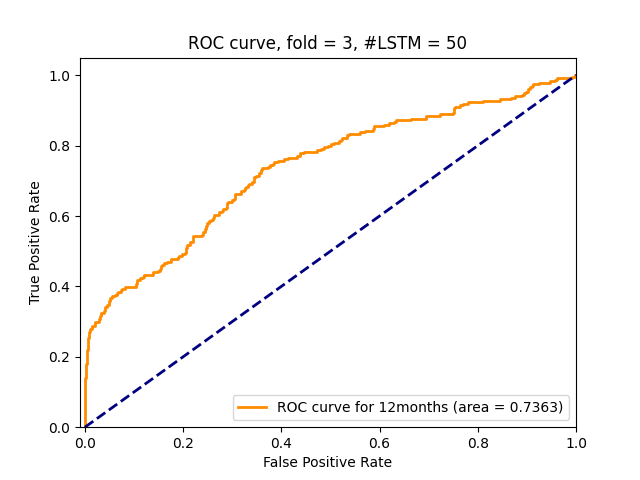 ROC curve, fold = 3, #LSTM = 50
1.0
0.8
0.6
0.4
0.2
0.0
True Positive Rate
ROC curve for 12months (area = 0.7363)
0.0 0.2 0.4 0.6 0.8 1.0
False Positive Rate